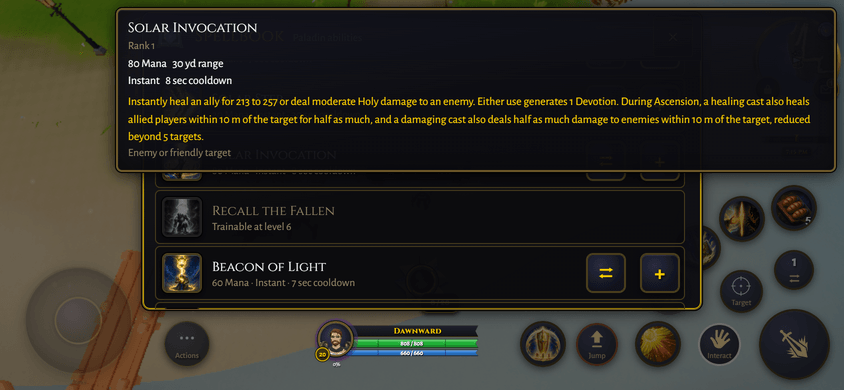 Solar Invocation
Rank 1
80 Mana 30 yd range
Instant 8 sec cooldown
Instantly heal an ally for 213 to 257 or deal moderate Holy damage to an enemy. Either use generates 1 Devotion. During Ascension, a healing cast also heals
allied players within 10 m of the target for half as much, and a damaging cast also deals half as much damage to enemies within 10 m of the target, reduced
beyond 5 targets.
Enemy or friendly target
Recall the Fallen
Trainable at level 6
5
Beacon of Light
60 Mana · Instant · 7 sec cooldown
1
Target
Dawnward
808 / 808
660 / 660
20
0%
Actions
Jump
Interact